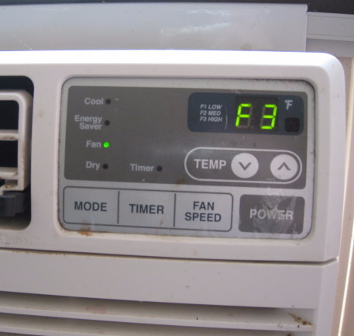 Cool
Energy
Saver
Fan
Dry
Timer
F1 LOW
F2 MED
F3 HIGH
F3
°F
TEMP
MODE
TIMER
FAN
SPEED
POWER